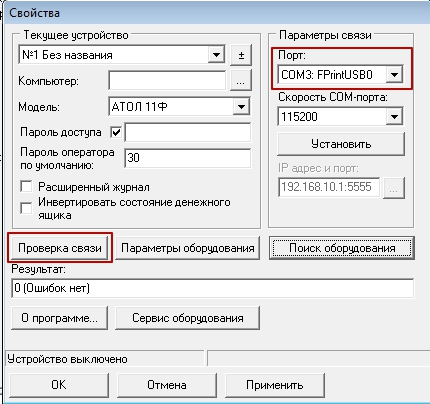 Свойства
Текущее устройство
№1 Без названия
±
Компьютер:
...
Модель:
АТОЛ 11Ф
Пароль доступа
Пароль оператора
по умолчанию:
30
Расширенный журнал
Инвертировать состояние денежного
ящика
Параметры связи
Порт:
COM3: FPrintUSB0
Скорость COM-порта:
115200
Установить
IP адрес и порт:
192.168.10.1:5555
...
Проверка связи
Параметры оборудования
Поиск оборудования
Результат:
0 (Ошибок нет)
О программе...
Сервис оборудования
Устройство выключено
OK
Отмена
Применить